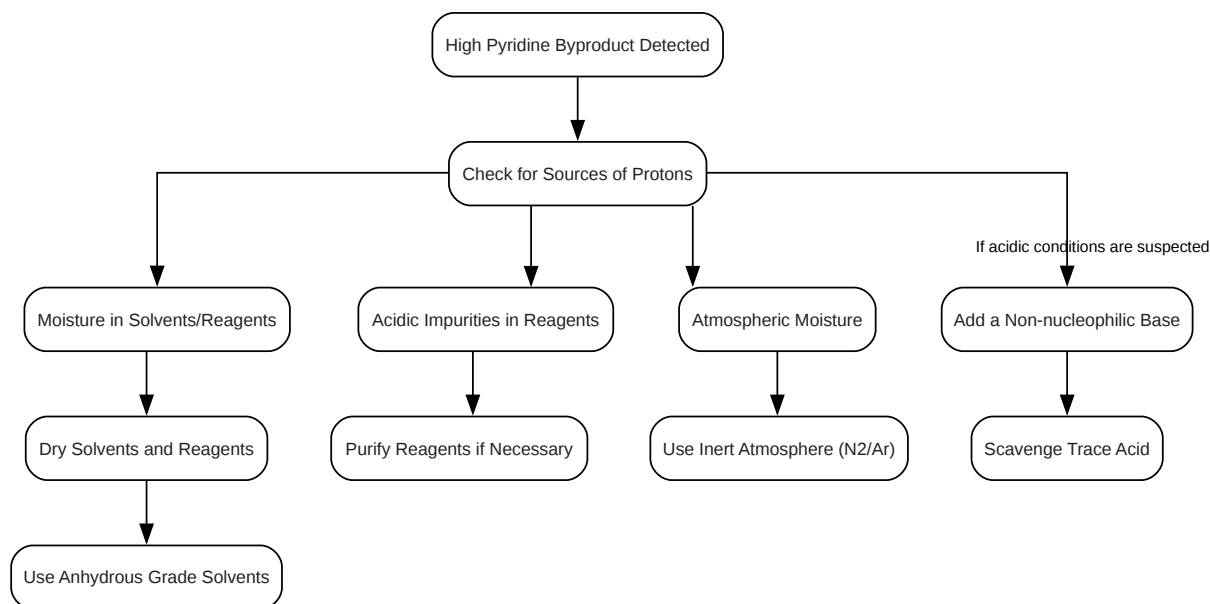 High Pyridine Byproduct Detected
Check for Sources of Protons
If acidic conditions are suspected
Moisture in Solvents/Reagents
Acidic Impurities in Reagents
Atmospheric Moisture
Add a Non-nucleophilic Base
Dry Solvents and Reagents
Purify Reagents if Necessary
Use Inert Atmosphere (N2/Ar)
Scavenge Trace Acid
Use Anhydrous Grade Solvents